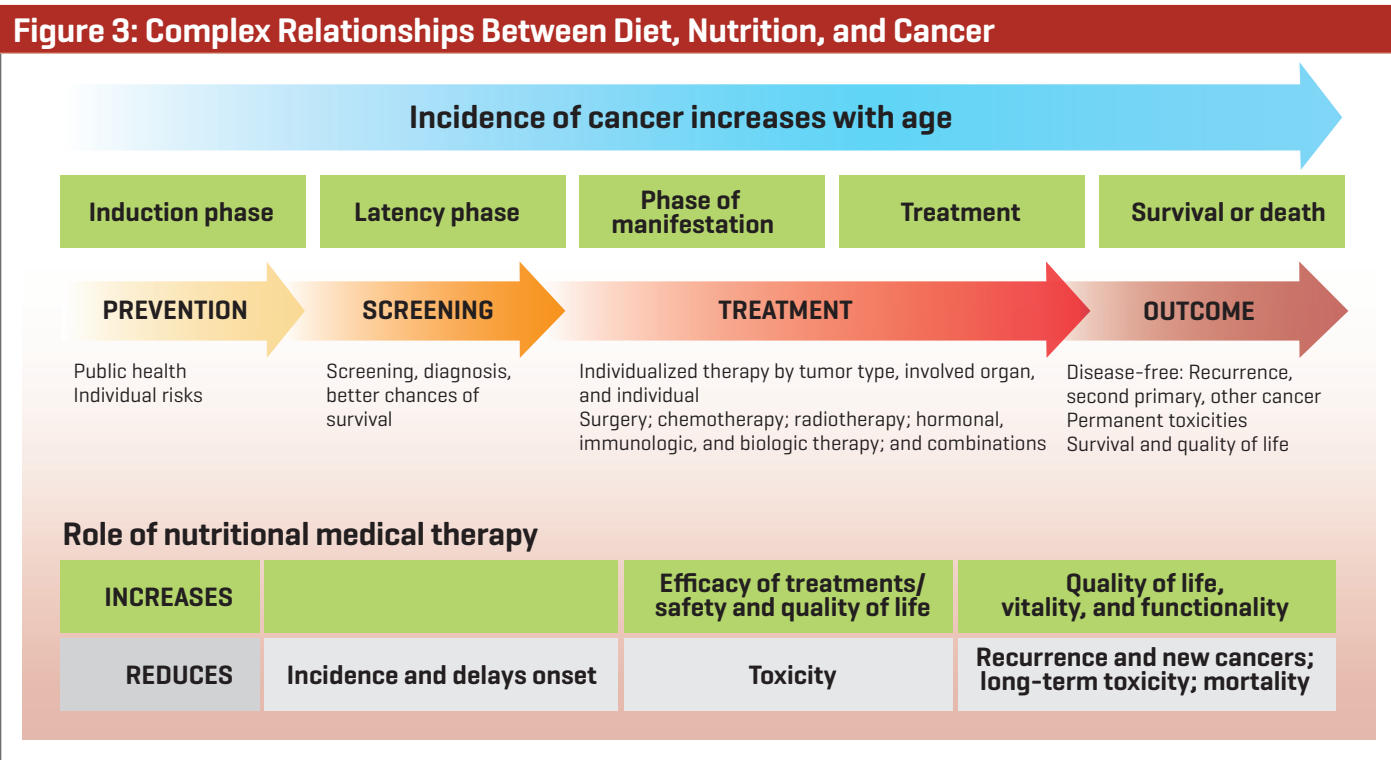 Figure 3: Complex Relationships Between Diet, Nutrition, and Cancer
Incidence of cancer increases with age
Induction phase
Latency phase
Phase of
manifestation
Treatment
Survival or death
PREVENTION
SCREENING
TREATMENT
OUTCOME
Public health
Individual risks
Screening, diagnosis,
better chances of
survival
Individualized therapy by tumor type, involved organ,
and individual
Surgery; chemotherapy; radiotherapy; hormonal,
immunologic, and biologic therapy; and combinations
Disease-free: Recurrence,
second primary, other cancer
Permanent toxicities
Survival and quality of life
Role of nutritional medical therapy
INCREASES
Efficacy of treatments/
safety and quality of life
Quality of life,
vitality, and functionality
REDUCES
Incidence and delays onset
Toxicity
Recurrence and new cancers;
long-term toxicity; mortality